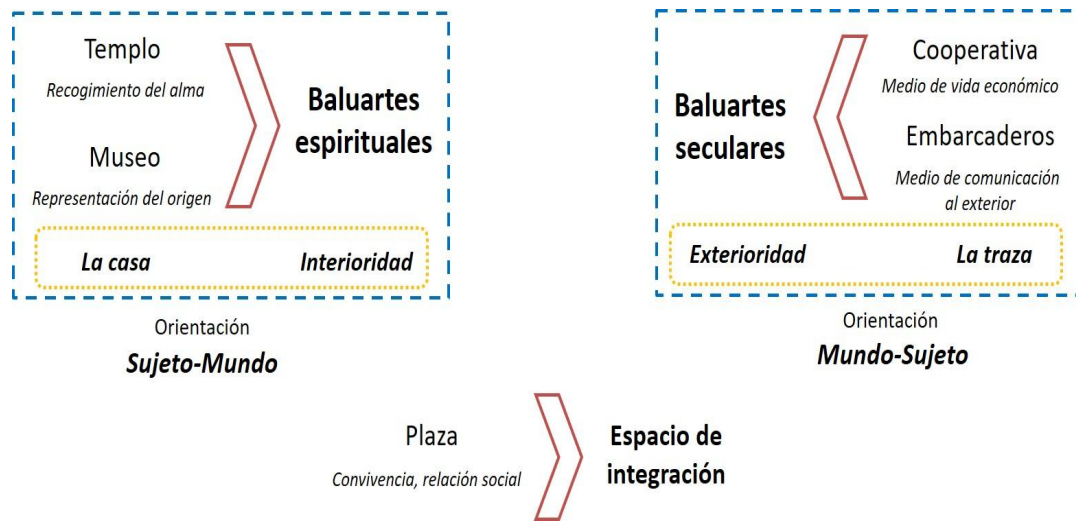 Templo
Recogimiento del alma
Museo
Representación del origen
Baluartes
espirituales
La casa
Interioridad
Orientación
Sujeto-Mundo
Cooperativa
Medio de vida económico
Baluartes
seculares
Embarcaderos
Medio de comunicación
al exterior
Exterioridad
La traza
Orientación
Mundo-Sujeto
Plaza
Convivencia, relación social
Espacio de
integración